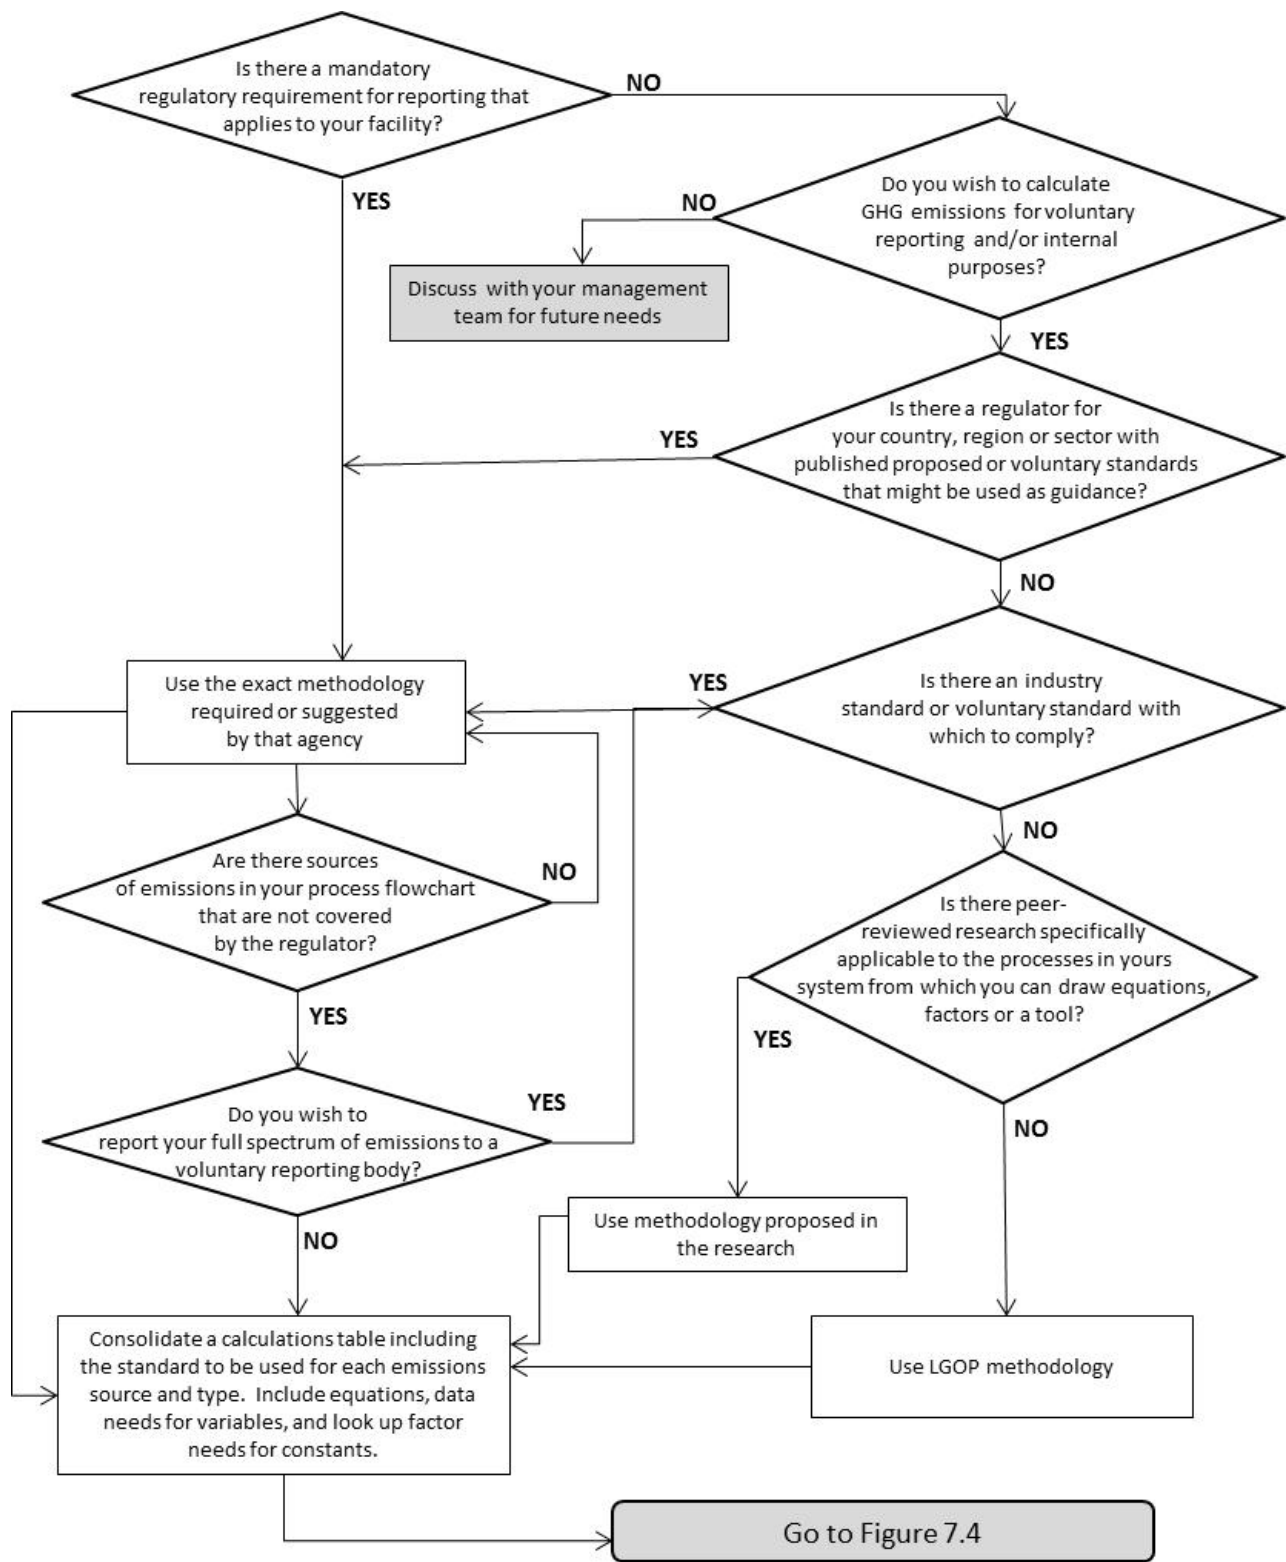 Is there a mandatory
regulatory requirement for reporting that
applies to your facility?
NO
YES
Do you wish to calculate
GHG emissions for voluntary
reporting and/or internal
purposes?
NO
Discuss with your management
team for future needs
YES
Is there a regulator for
your country, region or sector with
published proposed or voluntary standards
that might be used as guidance?
YES
NO
Use the exact methodology
required or suggested
by that agency
YES
Is there an industry
standard or voluntary standard with
which to comply?
NO
Are there sources
of emissions in your process flowchart
that are not covered
by the regulator?
NO
YES
Is there peer-
reviewed research specifically
applicable to the processes in yours
system from which you can draw equations,
factors or a tool?
YES
NO
Do you wish to
report your full spectrum of emissions to a
voluntary reporting body?
YES
NO
Use methodology proposed in
the research
Consolidate a calculations table including
the standard to be used for each emissions
source and type. Include equations, data
needs for variables, and look up factor
needs for constants.
Use LGOP methodology
Go to Figure 7.4